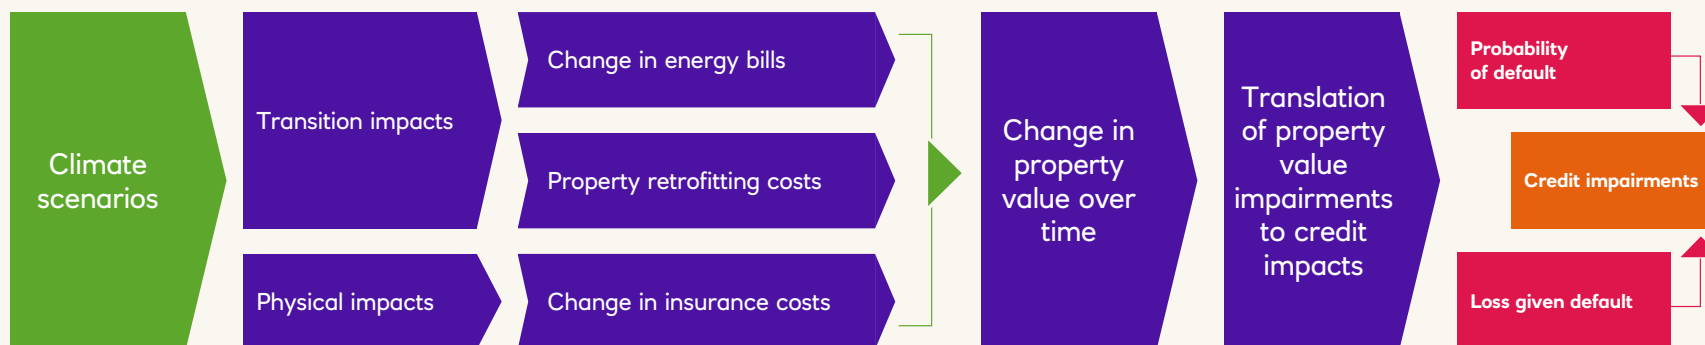 Climate
scenarios
Transition impacts
Physical impacts
Change in energy bills
Property retrofitting costs
Change in insurance costs
Change in
property
value over
time
Translation
of property
value
impairments
to credit
impacts
Probability
of default
Credit impairments
Loss given default